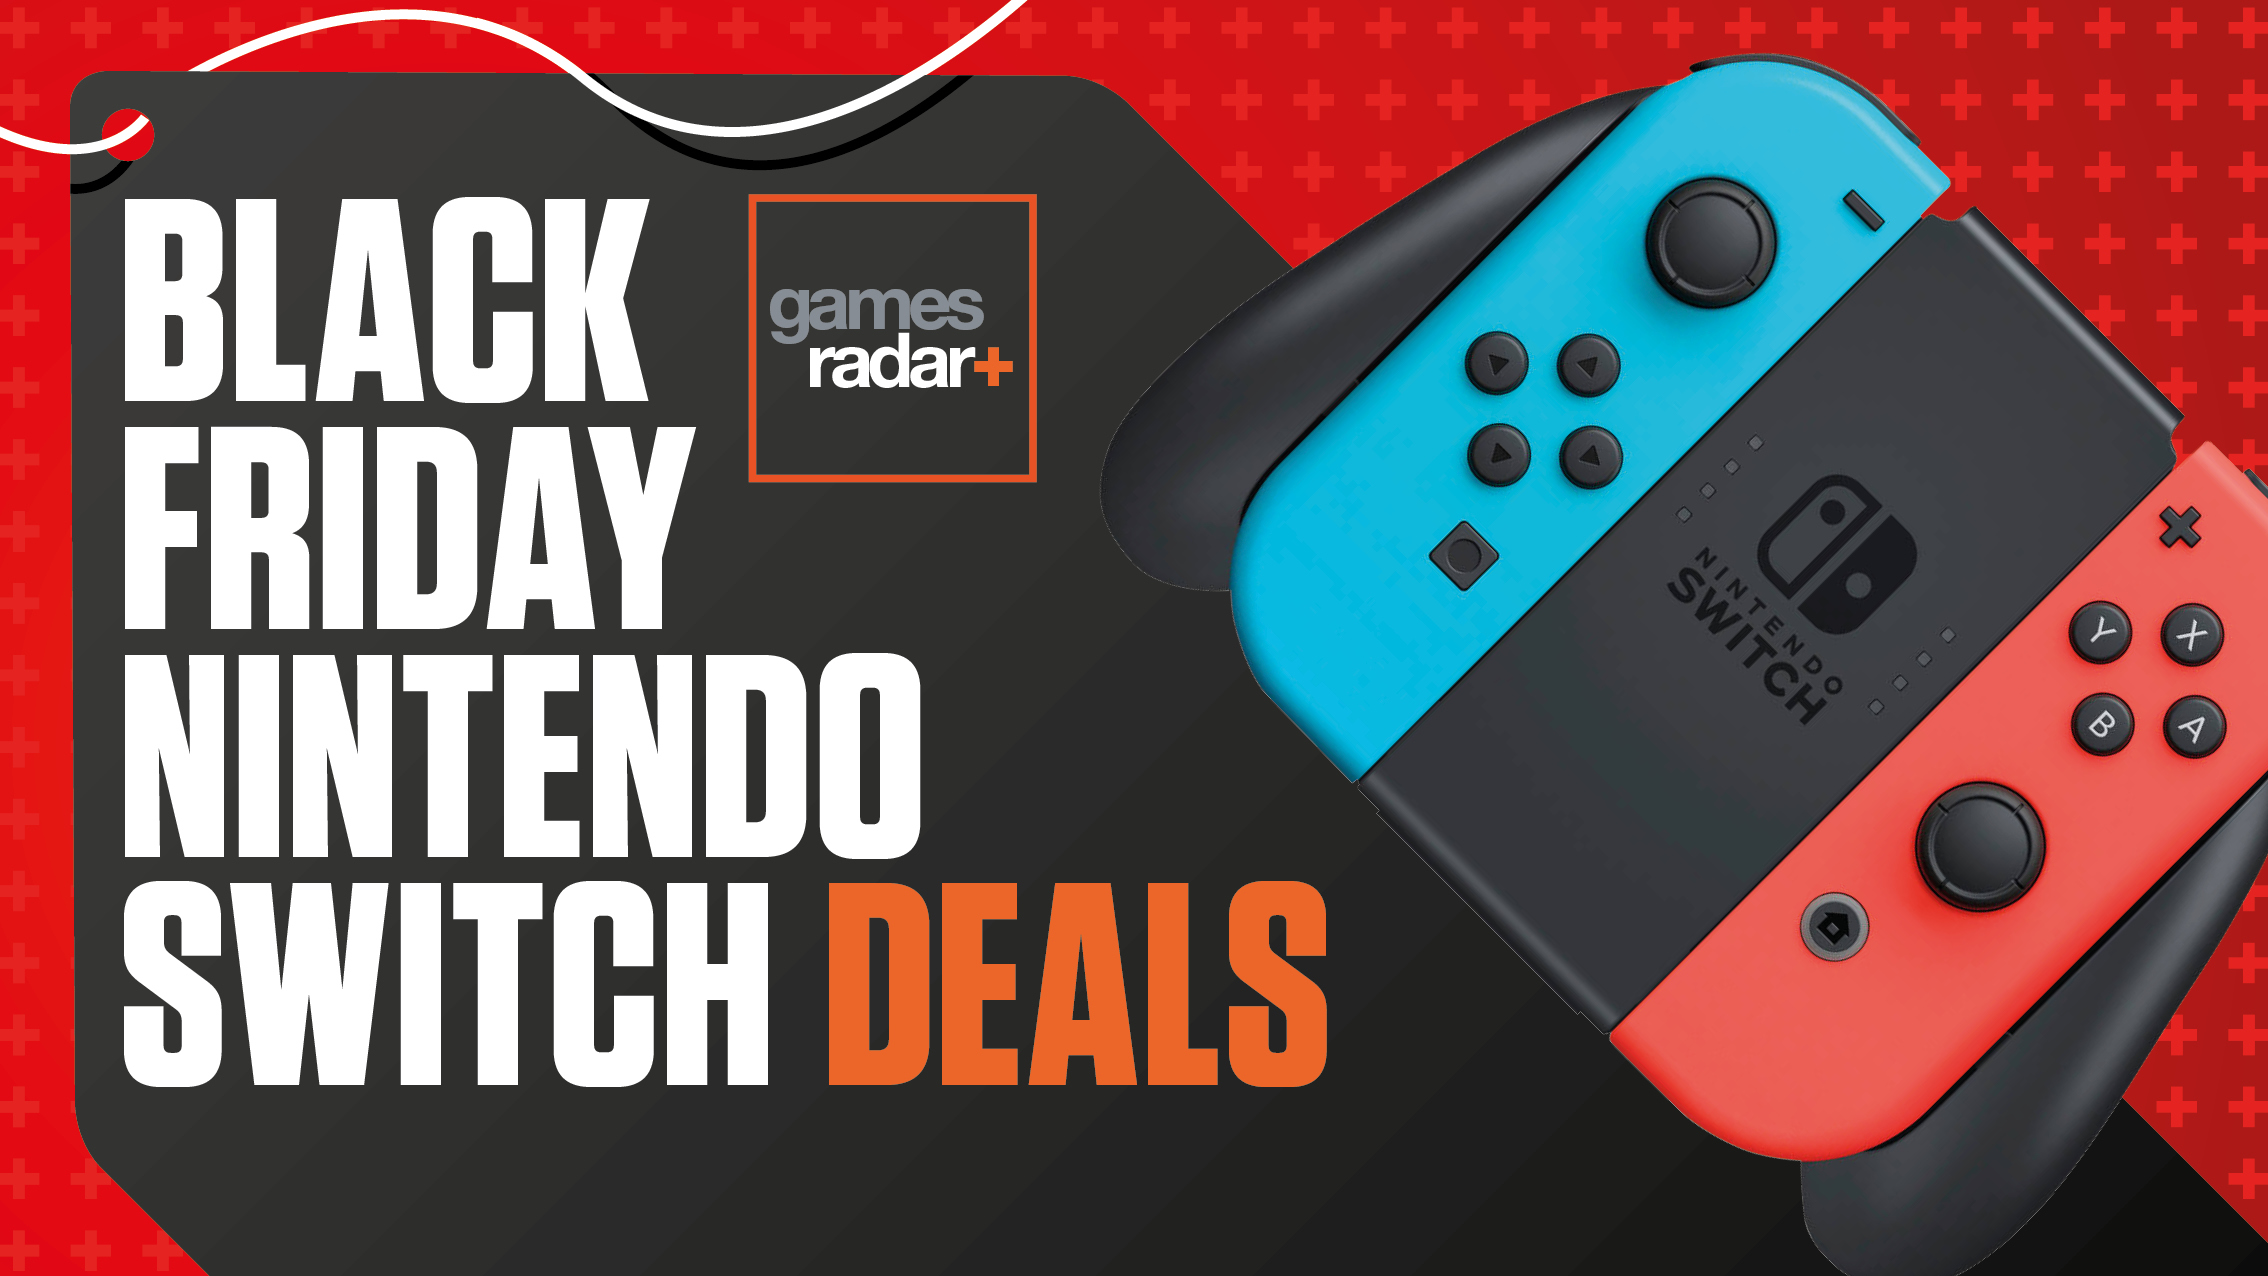 BLACK
FRIDAY
NINTENDO
SWITCH DEALS
games
radar+
NINTENDO
SWITCH
Y
X
B
A